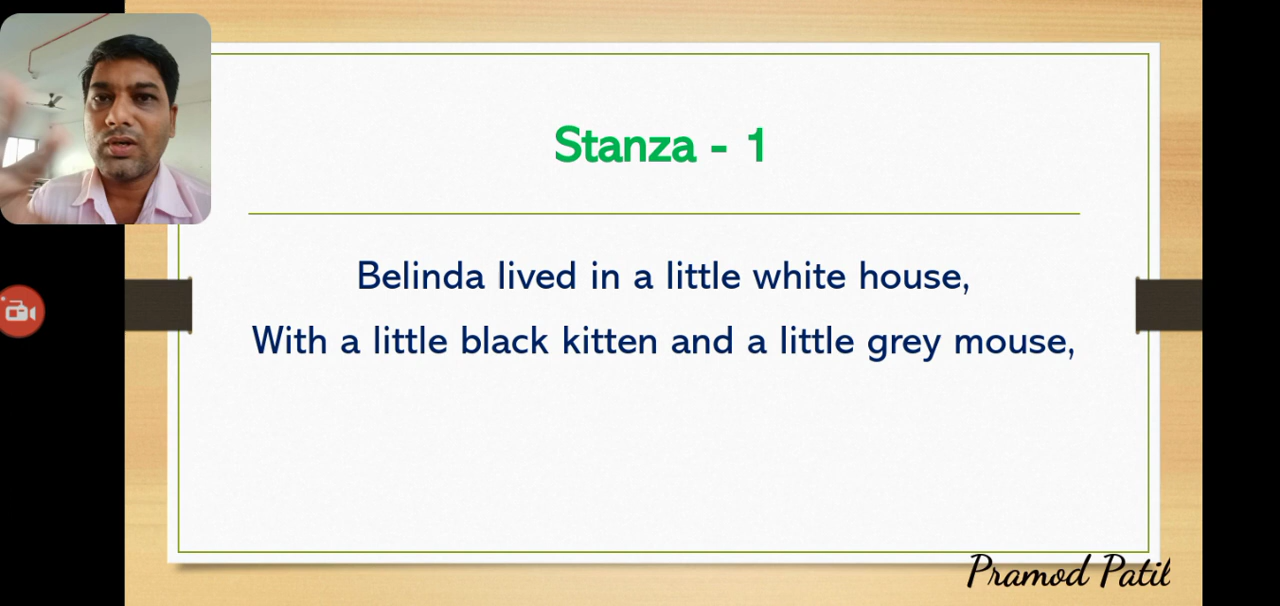 Stanza - 1
Belinda lived in a little white house,
With a little black kitten and a little grey mouse,
Pramod Patil